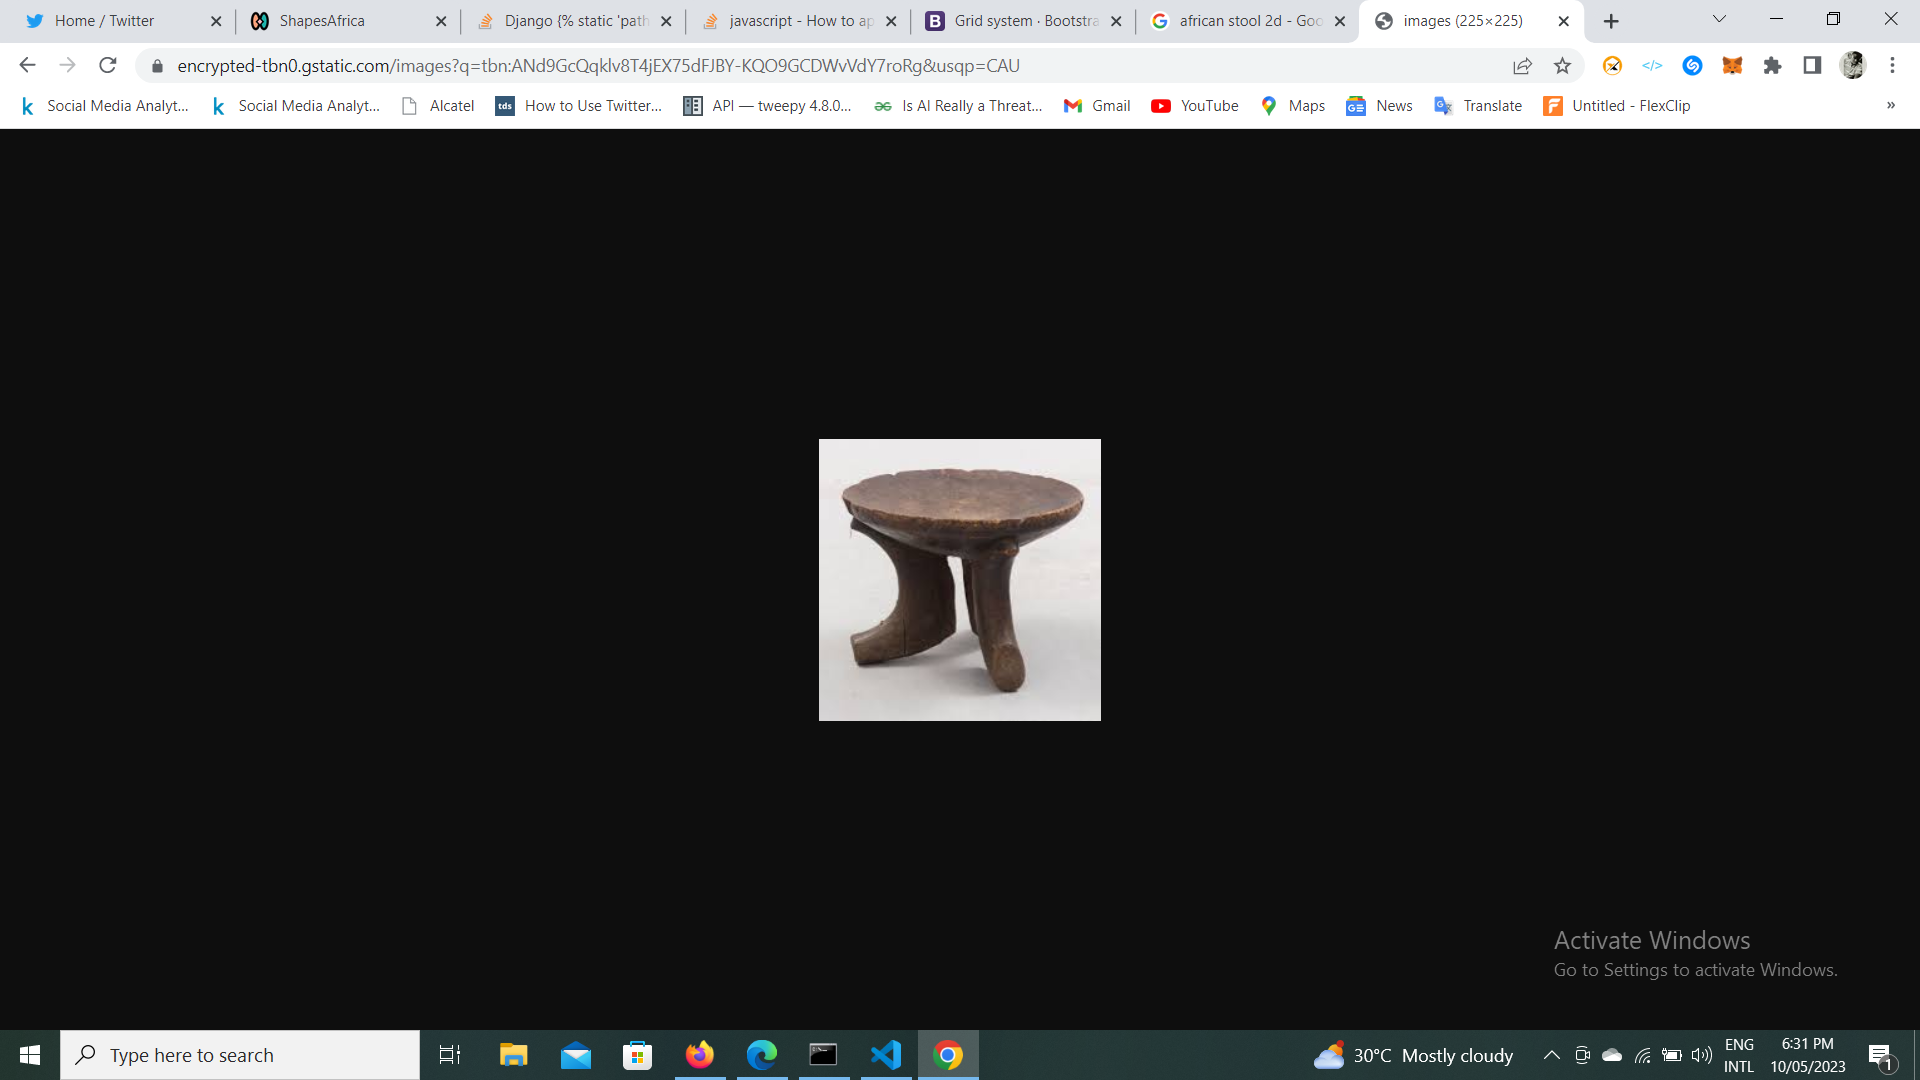 Home / Twitter
ShapesAfrica
Django {% static 'path
javascript - How to ap
Grid system · Bootstra
african stool 2d - Goo
images (225×225)
encrypted-tbn0.gstatic.com/images?q=tbn:ANd9GcQqklv8T4jEX75dFJBY-KQO9GCDWvVdY7roRg&usqp=CAU
Social Media Analyt...
Social Media Analyt...
Alcatel
tds
How to Use Twitter...
API — tweepy 4.8.0...
Is AI Really a Threat...
Gmail
YouTube
Maps
News
Translate
Untitled - FlexClip
»
Activate Windows
Go to Settings to activate Windows.
Type here to search
30°C Mostly cloudy
ENG
INTL
6:31 PM
10/05/2023
1